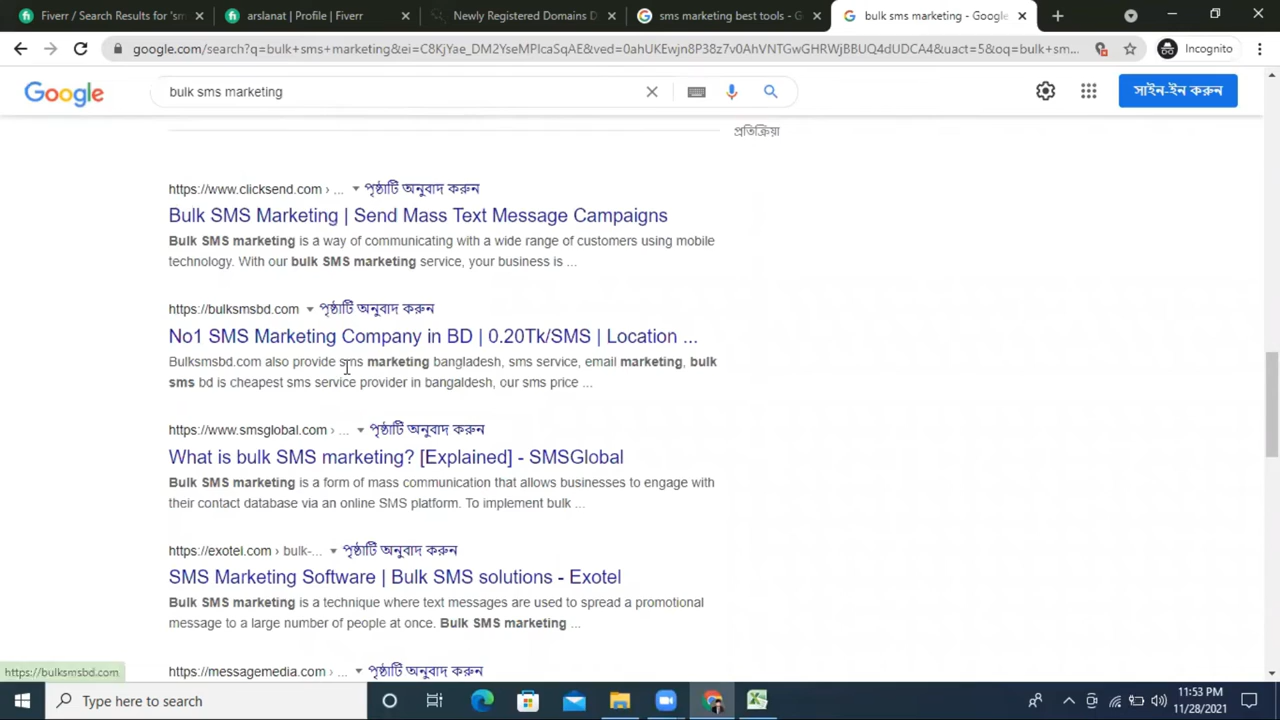 Fiverr / Search Results for 'sm
arslanat | Profile | Fiverr
Newly Registered Domains D
sms marketing best tools - Goog
bulk sms marketing - Google
google.com/search?q=bulk+sms+marketing&ei=C8KjYae_DM2YseMPlcaSqAE&ved=0ahUKEwjn8P38z7v0AhVNTGwGHRWjBBUQ4dUDCA4&uact=5&oq=bulk+sm...
Incognito
Google
bulk sms marketing
সাইন-ইন করুন
প্রতিক্রিয়া
https://www.clicksend.com › ... পৃষ্ঠাটি অনুবাদ করুন
Bulk SMS Marketing | Send Mass Text Message Campaigns
Bulk SMS marketing is a way of communicating with a wide range of customers using mobile
technology. With our bulk SMS marketing service, your business is ...
https://bulksmsbd.com পৃষ্ঠাটি অনুবাদ করুন
No1 SMS Marketing Company in BD | 0.20Tk/SMS | Location ...
Bulksmsbd.com also provide sms marketing bangladesh, sms service, email marketing, bulk
sms bd is cheapest sms service provider in bangaldesh, our sms price ...
https://www.smsglobal.com › ... পৃষ্ঠাটি অনুবাদ করুন
What is bulk SMS marketing? [Explained] - SMSGlobal
Bulk SMS marketing is a form of mass communication that allows businesses to engage with
their contact database via an online SMS platform. To implement bulk ...
https://exotel.com › bulk-... পৃষ্ঠাটি অনুবাদ করুন
SMS Marketing Software | Bulk SMS solutions - Exotel
Bulk SMS marketing is a technique where text messages are used to spread a promotional
message to a large number of people at once. Bulk SMS marketing ...
https://messagemedia.com › ... পৃষ্ঠাটি অনুবাদ করুন
https://bulksmsbd.com
Type here to search
11:53 PM
11/28/2021